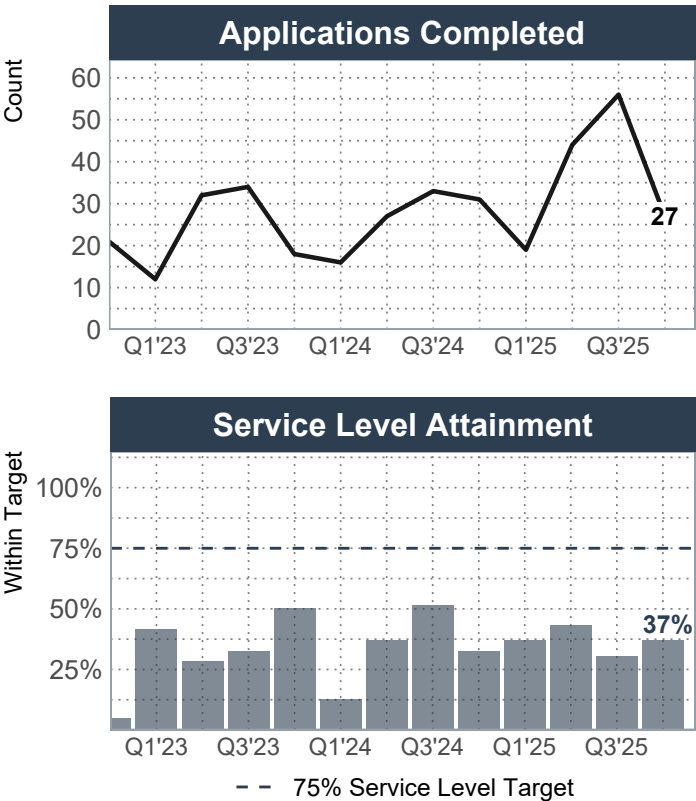 Applications Completed
Count
60
50
40
30
20
10
0
27
Q1'23 Q3'23 Q1'24 Q3'24 Q1'25 Q3'25
Service Level Attainment
Within Target
100%
75%
50%
25%
37%
Q1'23 Q3'23 Q1'24 Q3'24 Q1'25 Q3'25
75% Service Level Target